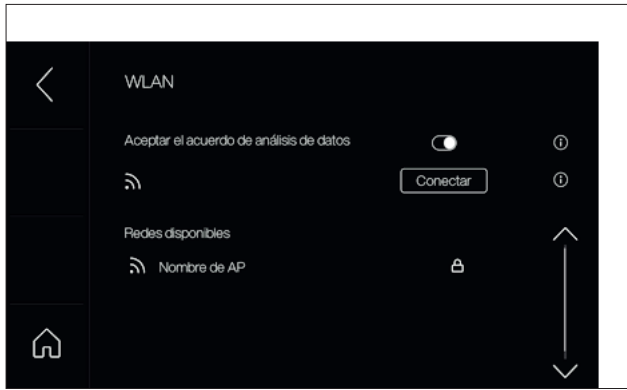 WLAN
Aceptar el acuerdo de análisis de datos
Conectar
Redes disponibles
Nombre de AP